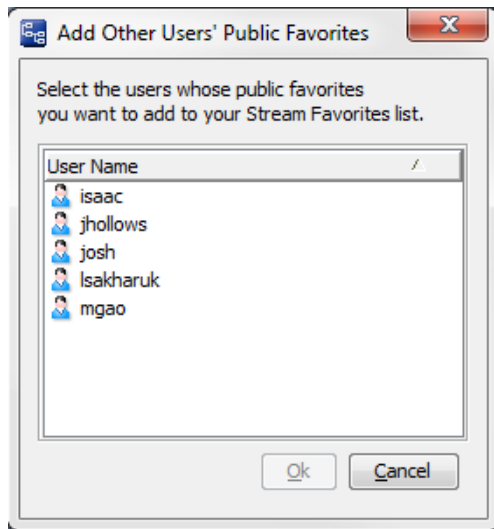 Add Other Users' Public Favorites
Select the users whose public favorites
you want to add to your Stream Favorites list.
User Name
isaac
jhollows
josh
lsakharuk
mgao
Ok Cancel